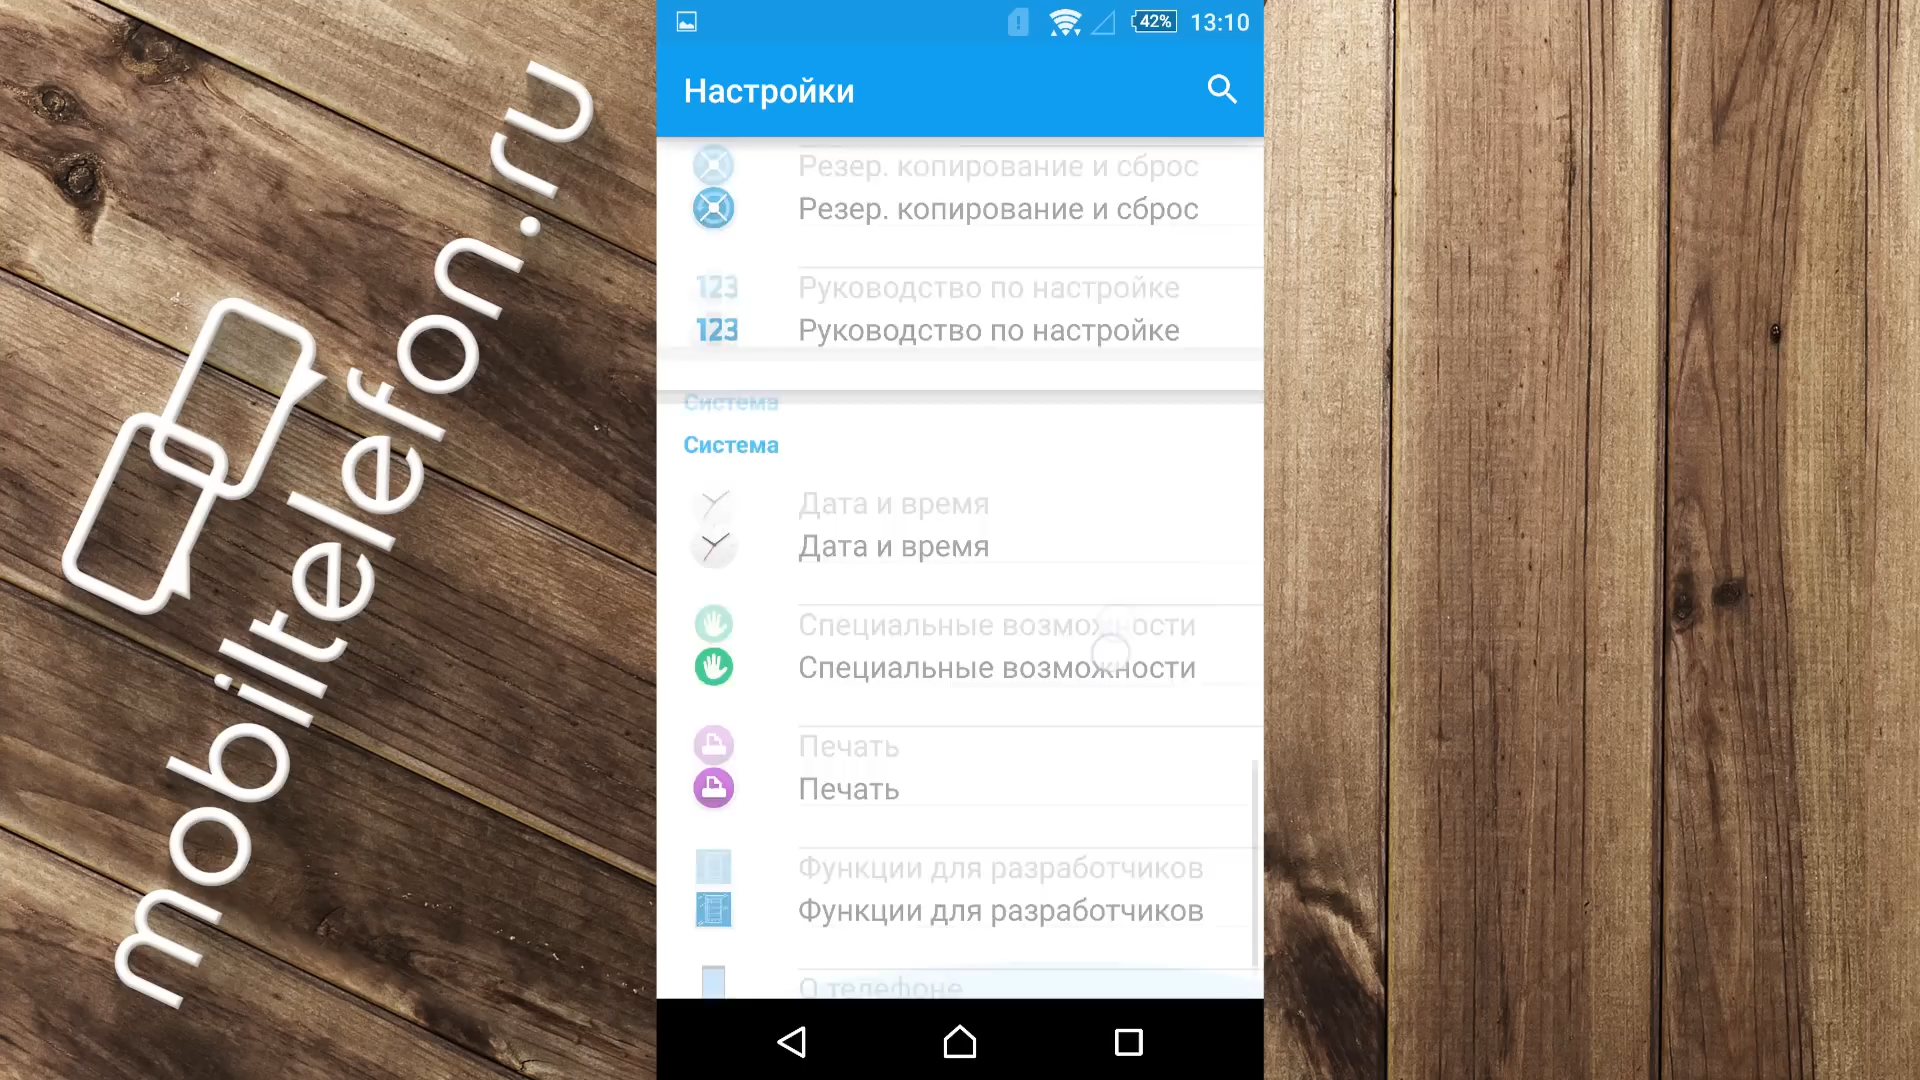 mobiltelefon.ru
42% 13:10
Настройки
Резер. копирование и сброс
Резер. копирование и сброс
123 Руководство по настройке
123 Руководство по настройке
Система
Система
Дата и время
Дата и время
Специальные возможности
Специальные возможности
Печать
Печать
Функции для разработчиков
Функции для разработчиков
О телефоне